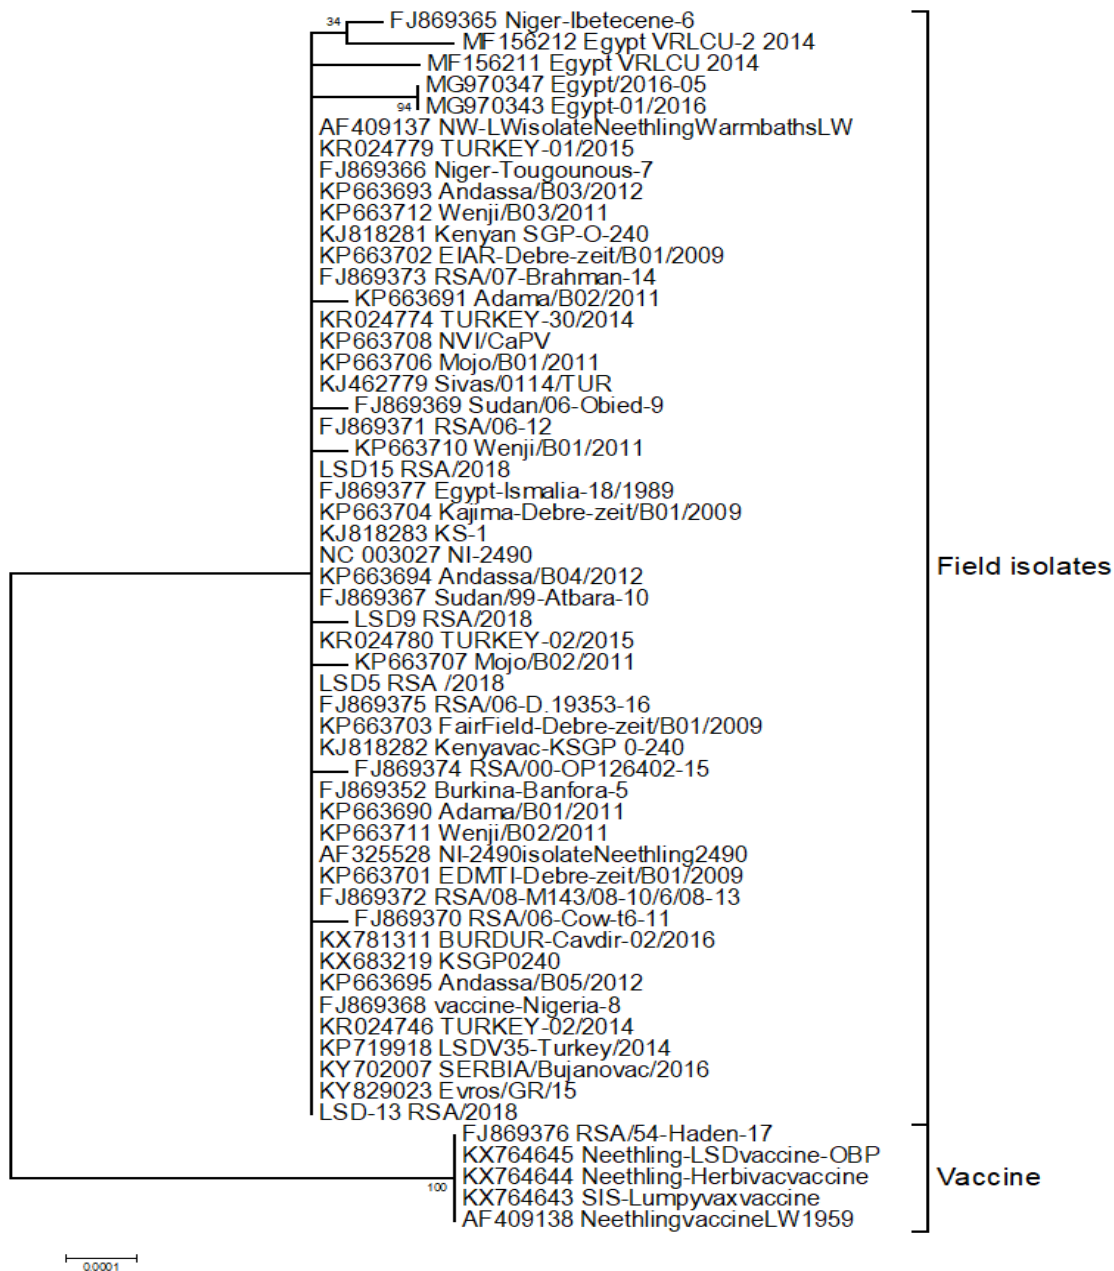 34
FJ869365 Niger-Ibetecene-6
MF156212 Egypt VRLCU-2 2014
MF156211 Egypt VRLCU 2014
MG970347 Egypt/2016-05
94
MG970343 Egypt-01/2016
AF409137 NW-LWisolateNeethlingWarmbathsLW
KR024779 TURKEY-01/2015
FJ869366 Niger-Tougounous-7
KP663693 Andassa/B03/2012
KP663712 Wenji/B03/2011
KJ818281 Kenyan SGP-O-240
KP663702 EIAR-Debre-zeit/B01/2009
FJ869373 RSA/07-Brahman-14
KP663691 Adama/B02/2011
KR024774 TURKEY-30/2014
KP663708 NVI/CaPV
KP663706 Mojo/B01/2011
KJ462779 Sivas/0114/TUR
FJ869369 Sudan/06-Obied-9
FJ869371 RSA/06-12
KP663710 Wenji/B01/2011
LSD15 RSA/2018
FJ869377 Egypt-Ismalia-18/1989
KP663704 Kajima-Debre-zeit/B01/2009
KJ818283 KS-1
NC 003027 NI-2490
Field isolates
KP663694 Andassa/B04/2012
FJ869367 Sudan/99-Atbara-10
LSD9 RSA/2018
KR024780 TURKEY-02/2015
KP663707 Mojo/B02/2011
LSD5 RSA /2018
FJ869375 RSA/06-D.19353-16
KP663703 FairField-Debre-zeit/B01/2009
KJ818282 Kenyavac-KSGP 0-240
FJ869374 RSA/00-OP126402-15
FJ869352 Burkina-Banfora-5
KP663690 Adama/B01/2011
KP663711 Wenji/B02/2011
AF325528 NI-2490isolateNeethling2490
KP663701 EDMTI-Debre-zeit/B01/2009
FJ869372 RSA/08-M143/08-10/6/08-13
FJ869370 RSA/06-Cow-t6-11
KX781311 BURDUR-Cavdir-02/2016
KX683219 KSGP0240
KP663695 Andassa/B05/2012
FJ869368 vaccine-Nigeria-8
KR024746 TURKEY-02/2014
KP719918 LSDV35-Turkey/2014
KY702007 SERBIA/Bujanovac/2016
KY829023 Evros/GR/15
LSD-13 RSA/2018
FJ869376 RSA/54-Haden-17
KX764645 Neethling-LSDvaccine-OBP
KX764644 Neethling-Herbivacvaccine
Vaccine
100
KX764643 SIS-Lumpyvaxvaccine
AF409138 NeethlingvaccineLW1959
0.0001